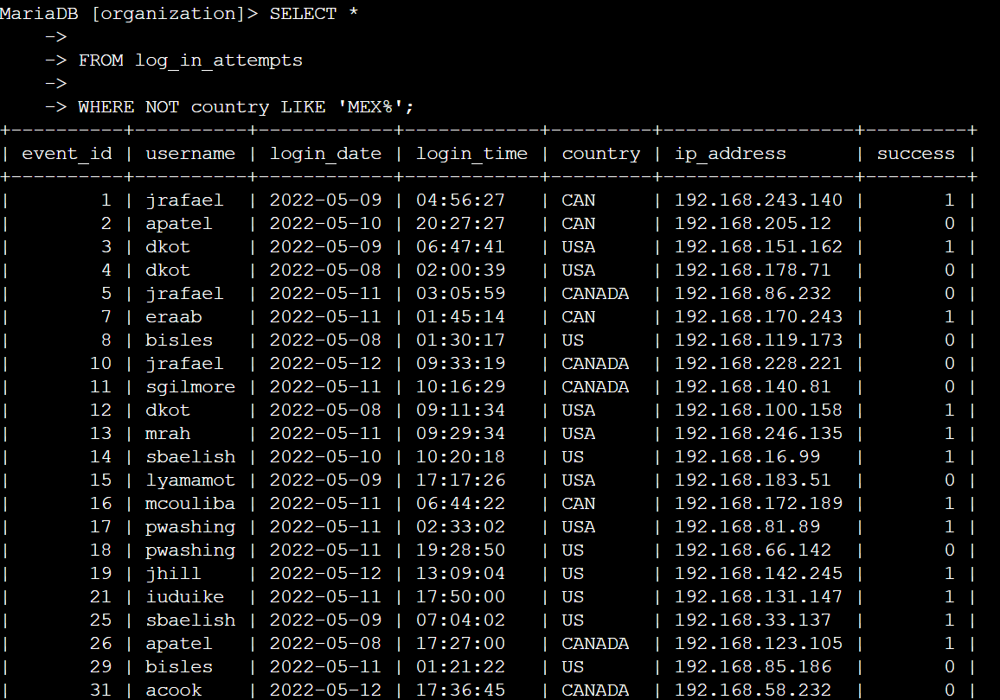 MariaDB [organization]> SELECT *
    ->
    -> FROM log_in_attempts
    ->
    -> WHERE NOT country LIKE 'MEX%';
+----------+----------+------------+------------+---------+-----------------+---------+
| event_id | username | login_date | login_time | country | ip_address      | success |
+----------+----------+------------+------------+---------+-----------------+---------+
|        1 | jrafael  | 2022-05-09 | 04:56:27   | CAN     | 192.168.243.140 |       1 |
|        2 | apatel   | 2022-05-10 | 20:27:27   | CAN     | 192.168.205.12  |       0 |
|        3 | dkot     | 2022-05-09 | 06:47:41   | USA     | 192.168.151.162 |       1 |
|        4 | dkot     | 2022-05-08 | 02:00:39   | USA     | 192.168.178.71  |       0 |
|        5 | jrafael  | 2022-05-11 | 03:05:59   | CANADA  | 192.168.86.232  |       0 |
|        7 | eraab    | 2022-05-11 | 01:45:14   | CAN     | 192.168.170.243 |       1 |
|        8 | bisles   | 2022-05-08 | 01:30:17   | US      | 192.168.119.173 |       0 |
|       10 | jrafael  | 2022-05-12 | 09:33:19   | CANADA  | 192.168.228.221 |       0 |
|       11 | sgilmore | 2022-05-11 | 10:16:29   | CANADA  | 192.168.140.81  |       0 |
|       12 | dkot     | 2022-05-08 | 09:11:34   | USA     | 192.168.100.158 |       1 |
|       13 | mrah     | 2022-05-11 | 09:29:34   | USA     | 192.168.246.135 |       1 |
|       14 | sbaelish | 2022-05-10 | 10:20:18   | US      | 192.168.16.99   |       1 |
|       15 | lyamamot | 2022-05-09 | 17:17:26   | USA     | 192.168.183.51  |       0 |
|       16 | mcouliba | 2022-05-11 | 06:44:22   | CAN     | 192.168.172.189 |       1 |
|       17 | pwashing | 2022-05-11 | 02:33:02   | USA     | 192.168.81.89   |       1 |
|       18 | pwashing | 2022-05-11 | 19:28:50   | US      | 192.168.66.142  |       0 |
|       19 | jhill    | 2022-05-12 | 13:09:04   | US      | 192.168.142.245 |       1 |
|       21 | iuduike  | 2022-05-11 | 17:50:00   | US      | 192.168.131.147 |       1 |
|       25 | sbaelish | 2022-05-09 | 07:04:02   | US      | 192.168.33.137  |       1 |
|       26 | apatel   | 2022-05-08 | 17:27:00   | CANADA  | 192.168.123.105 |       1 |
|       29 | bisles   | 2022-05-11 | 01:21:22   | US      | 192.168.85.186  |       0 |
|       31 | acook    | 2022-05-12 | 17:36:45   | CANADA  | 192.168.58.232  |       0 |